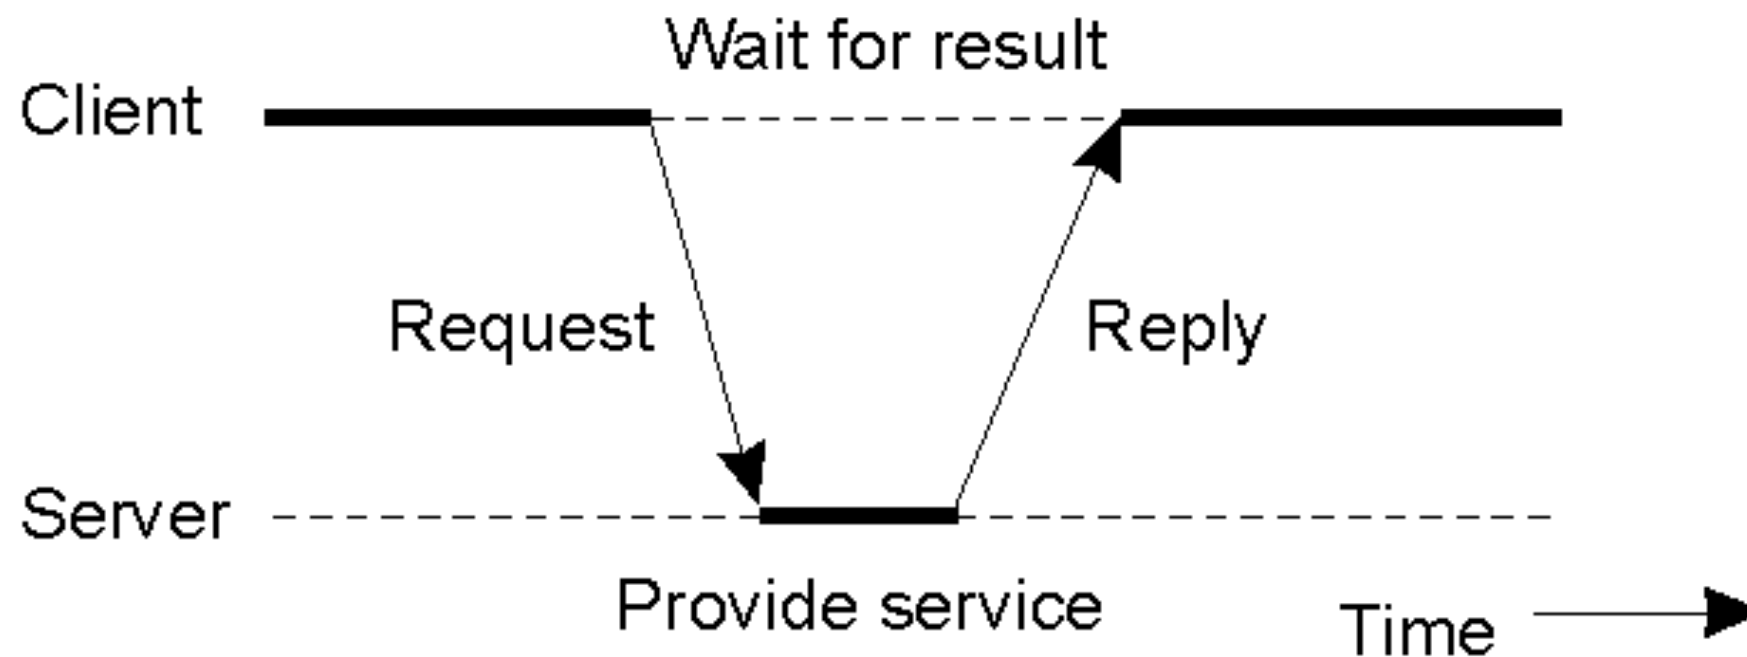 Wait for result
Client
Request
Reply
Server
Provide service
Time